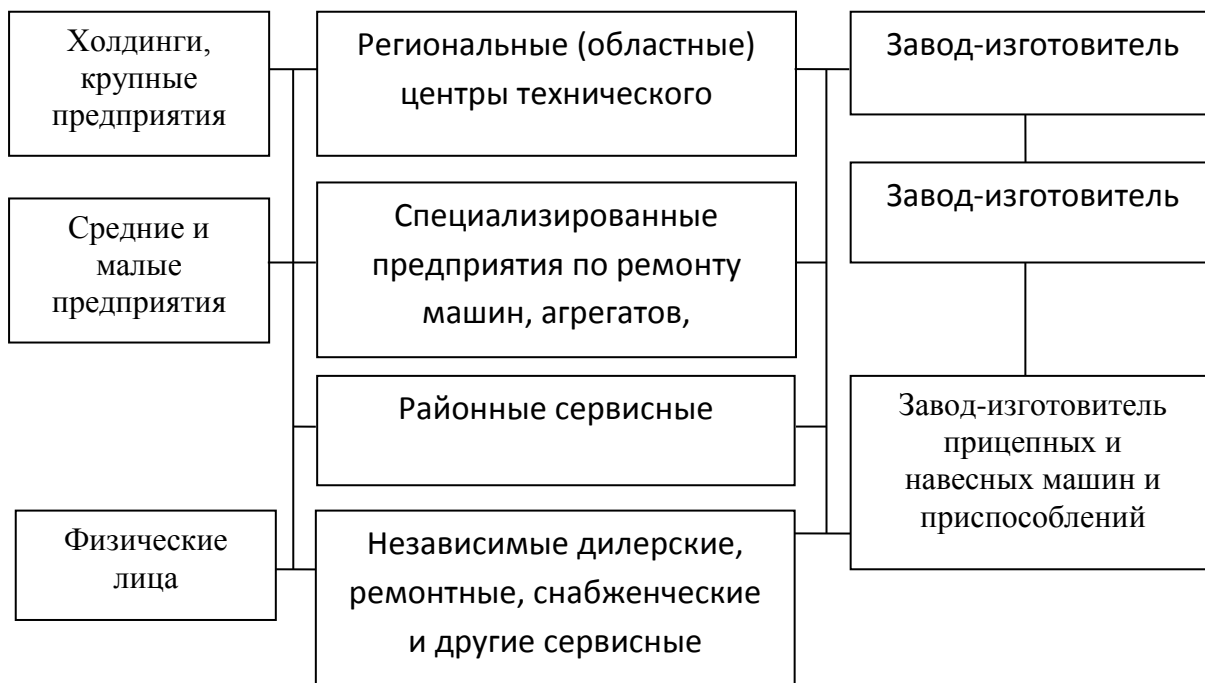 Холдинги,
крупные
предприятия
Средние и
малые
предприятия
Физические
лица
Региональные (областные)
центры технического
Специализированные
предприятия по ремонту
машин, агрегатов,
Районные сервисные
Независимые дилерские,
ремонтные, снабженческие
и другие сервисные
Завод-изготовитель
Завод-изготовитель
Завод-изготовитель
прицепных и
навесных машин и
приспособлений